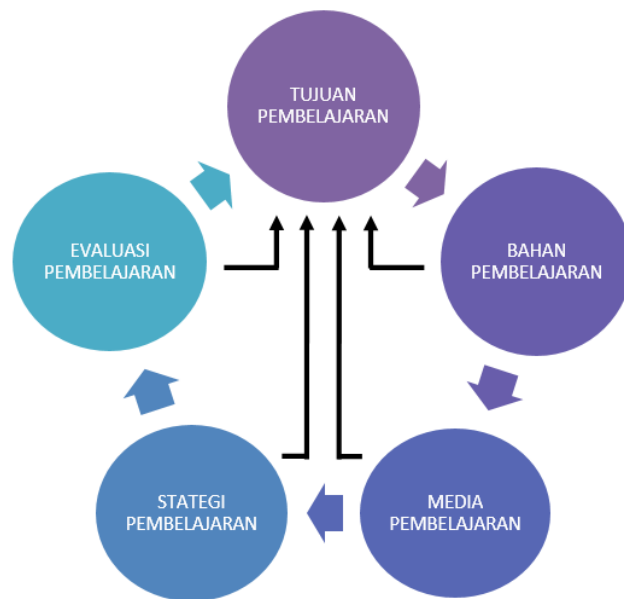 TUJUAN
PEMBELAJARAN
BAHAN
PEMBELAJARAN
MEDIA
PEMBELAJARAN
STATEGI
PEMBELAJARAN
EVALUASI
PEMBELAJARAN